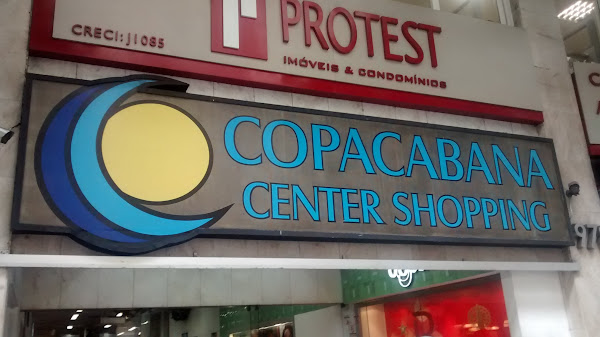 PROTEST
CRECI: J1085
IMÓVEIS & CONDOMÍNIOS
COPACABANA
CENTER SHOPPING